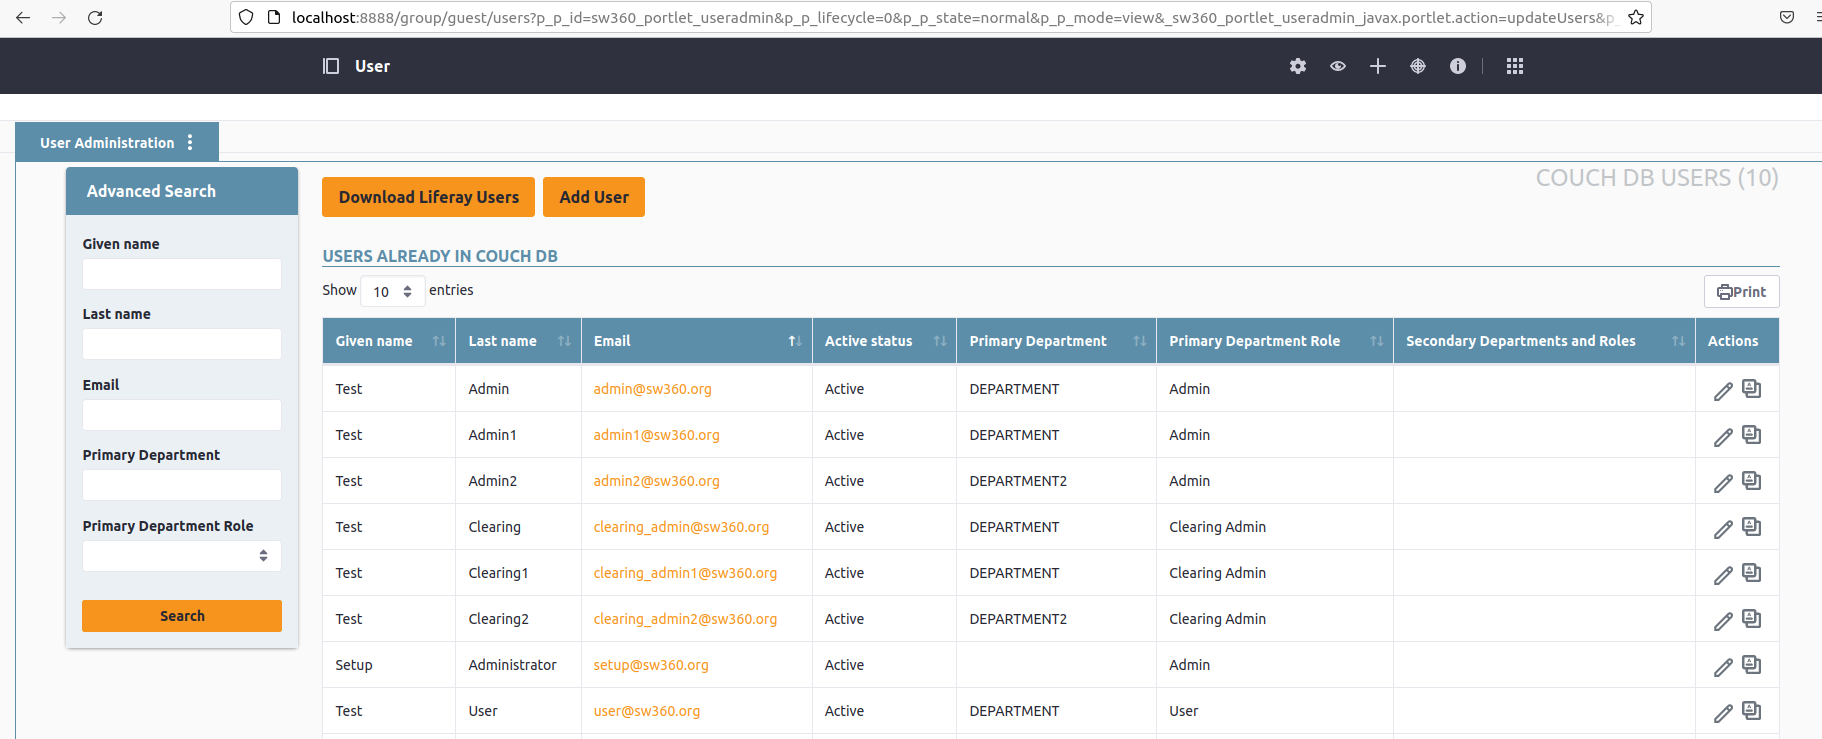 localhost:8888/group/guest/users?p_p_id=sw360_portlet_useradmin&p_p_lifecycle=0&p_p_state=normal&p_p_mode=view&_sw360_portlet_useradmin_javax.portlet.action=updateUsers&p_
User
User Administration
Advanced Search
Given name
Last name
Email
Primary Department
Primary Department Role
Search
Download Liferay Users Add User
COUCH DB USERS (10)
USERS ALREADY IN COUCH DB
Show 10 entries
Print
Given name Last name Email Active status Primary Department Primary Department Role Secondary Departments and Roles Actions
Test Admin admin@sw360.org Active DEPARTMENT Admin
Test Admin1 admin1@sw360.org Active DEPARTMENT Admin
Test Admin2 admin2@sw360.org Active DEPARTMENT2 Admin
Test Clearing clearing_admin@sw360.org Active DEPARTMENT Clearing Admin
Test Clearing1 clearing_admin1@sw360.org Active DEPARTMENT Clearing Admin
Test Clearing2 clearing_admin2@sw360.org Active DEPARTMENT2 Clearing Admin
Setup Administrator setup@sw360.org Active Admin
Test User user@sw360.org Active DEPARTMENT User